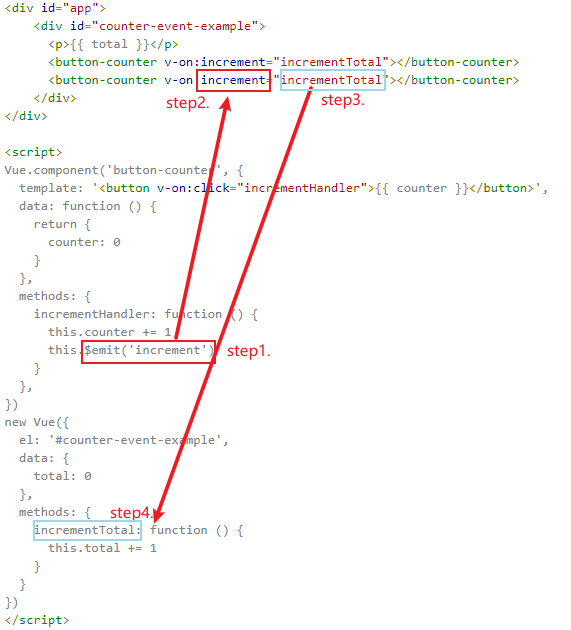 <div id="app">
    <div id="counter-event-example">
      <p>{{ total }}</p>
      <button-counter v-on:increment="incrementTotal"></button-counter>
      <button-counter v-on:increment="incrementTotal"></button-counter>
step2.
step3.
    </div>
</div>

<script>
Vue.component('button-counter', {
  template: '<button v-on:click="incrementHandler">{{ counter }}</button>',
  data: function () {
    return {
      counter: 0
    }
  },
  methods: {
    incrementHandler: function () {
      this.counter += 1
      this.$emit('increment') step1.
    }
  },
})
new Vue({
  el: '#counter-event-example',
  data: {
    total: 0
  },
  methods: { step4.
    incrementTotal: function () {
      this.total += 1
    }
  }
})
</script>